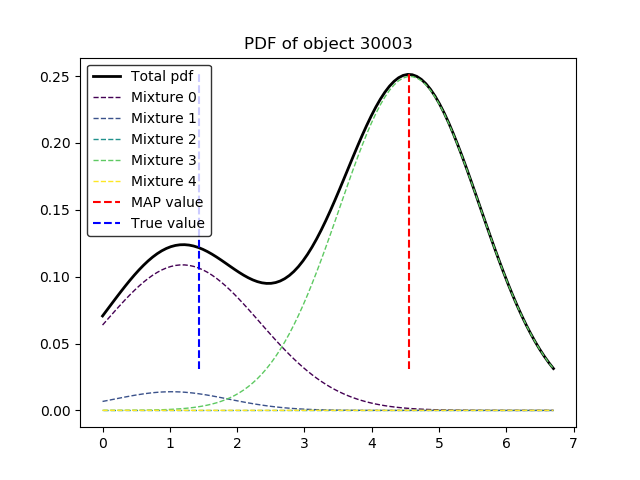 PDF of object 30003
0.25
0.20
0.15
0.10
0.05
0.00
Total pdf
Mixture 0
Mixture 1
Mixture 2
Mixture 3
Mixture 4
MAP value
True value
0 1 2 3 4 5 6 7